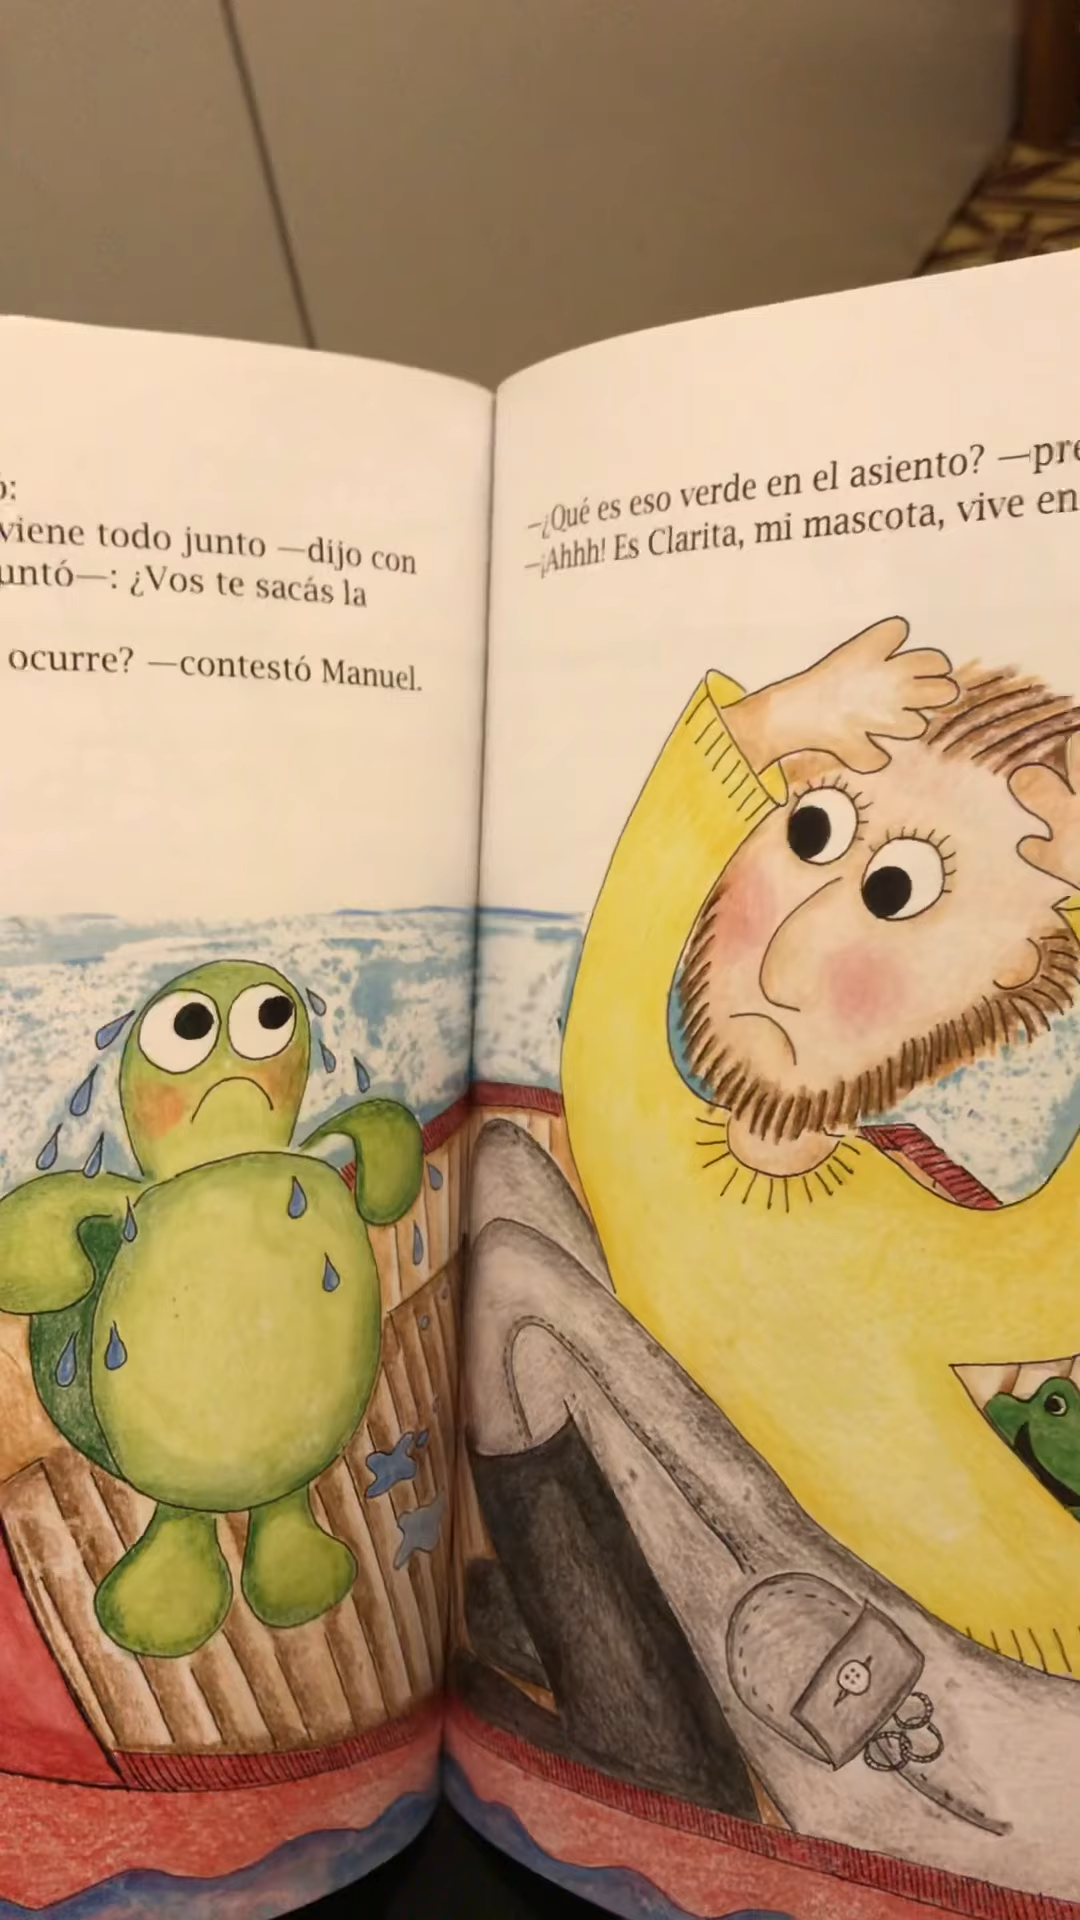 viene todo junto —dijo con
—: ¿Vos te sacás la
ocurre? —contestó Manuel.
—¿Qué es eso verde en el asiento? —pre
—¡Ahhh! Es Clarita, mi mascota, vive en